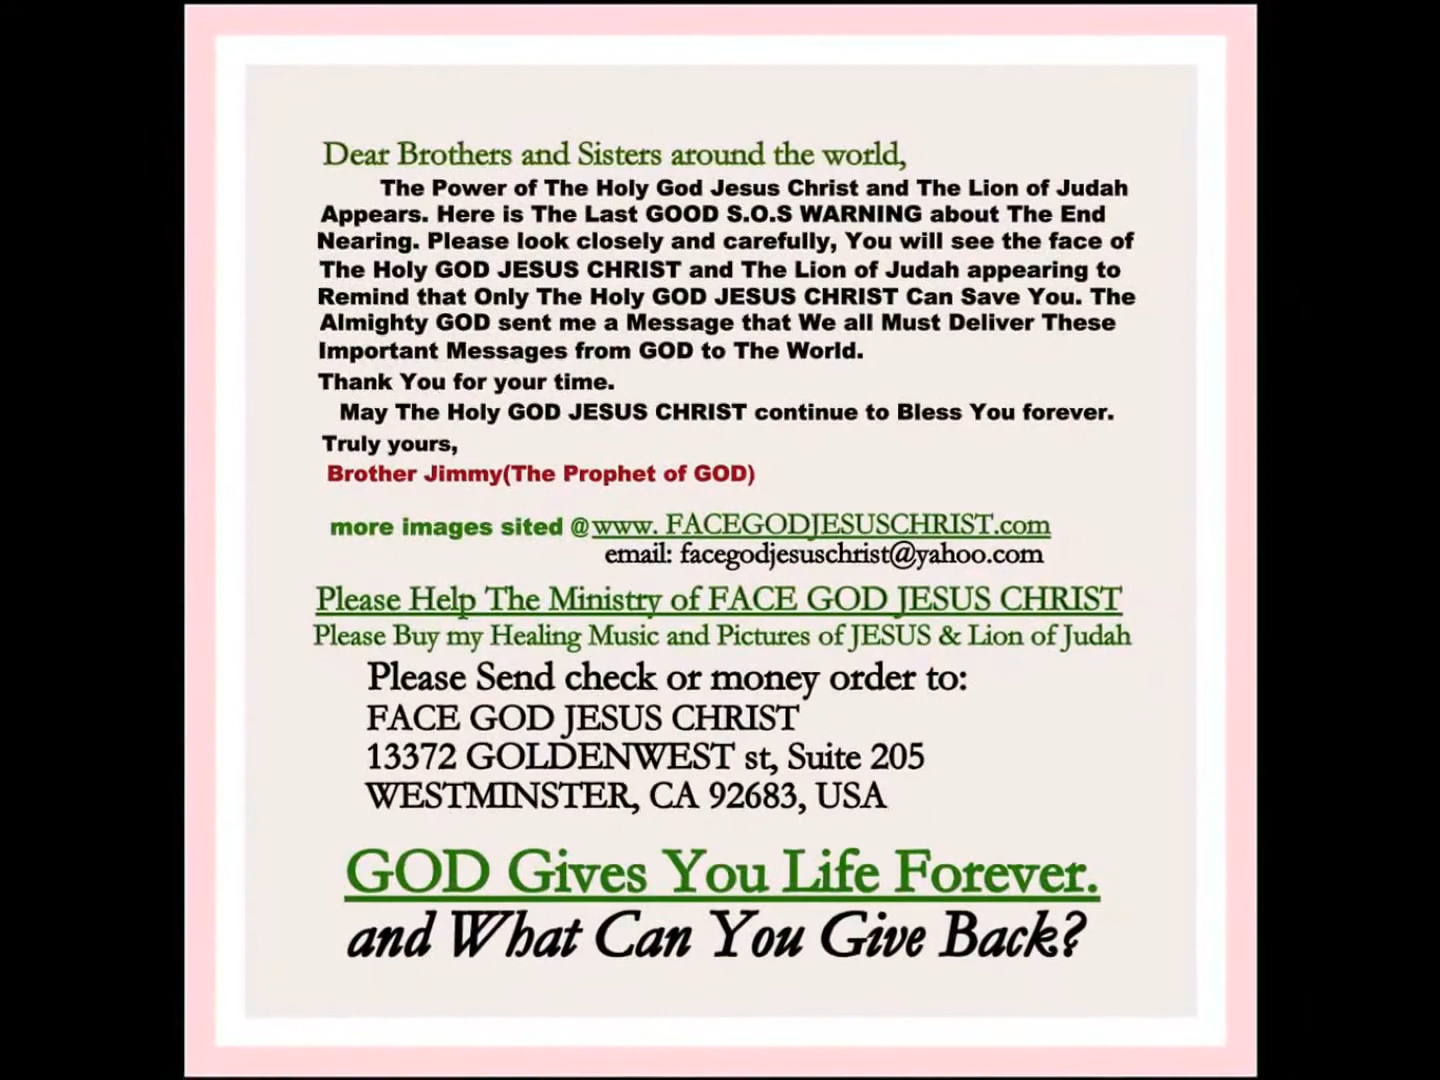 Dear Brothers and Sisters around the world,
The Power of The Holy God Jesus Christ and The Lion of Judah
Appears. Here is The Last GOOD S.O.S WARNING about The End
Nearing. Please look closely and carefully, You will see the face of
The Holy GOD JESUS CHRIST and The Lion of Judah appearing to
Remind that Only The Holy GOD JESUS CHRIST Can Save You. The
Almighty GOD sent me a Message that We all Must Deliver These
Important Messages from GOD to The World.
Thank You for your time.
May The Holy GOD JESUS CHRIST continue to Bless You forever.
Truly yours,
Brother Jimmy(The Prophet of GOD)
more images sited @www. FACEGODJESUSCHRIST.com
email: facegodjesuschrist@yahoo.com
Please Help The Ministry of FACE GOD JESUS CHRIST
Please Buy my Healing Music and Pictures of JESUS & Lion of Judah
Please Send check or money order to:
FACE GOD JESUS CHRIST
13372 GOLDENWEST st, Suite 205
WESTMINSTER, CA 92683, USA
GOD Gives You Life Forever.
and What Can You Give Back?